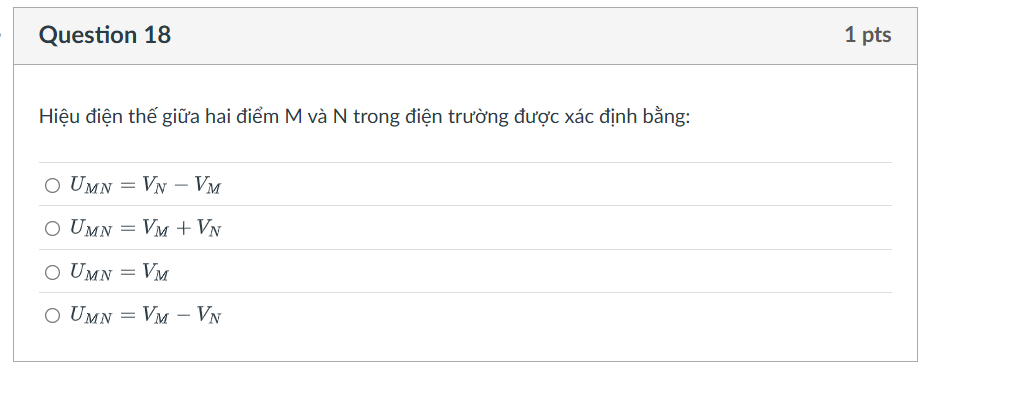 Question 18
1 pts
Hiệu điện thế giữa hai điểm M và N trong điện trường được xác định bằng:
U_{MN} = V_N − V_M
U_{MN} = V_M + V_N
U_{MN} = V_M
U_{MN} = V_M − V_N